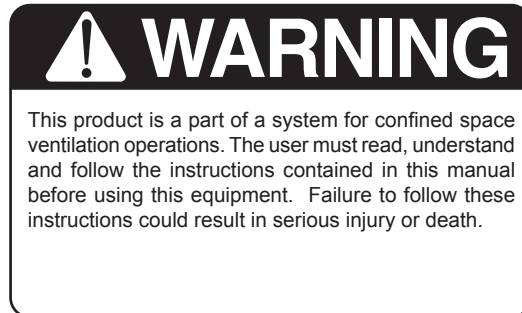 WARNING
This product is a part of a system for confined space
ventilation operations. The user must read, understand
and follow the instructions contained in this manual
before using this equipment.  Failure to follow these
instructions could result in serious injury or death.